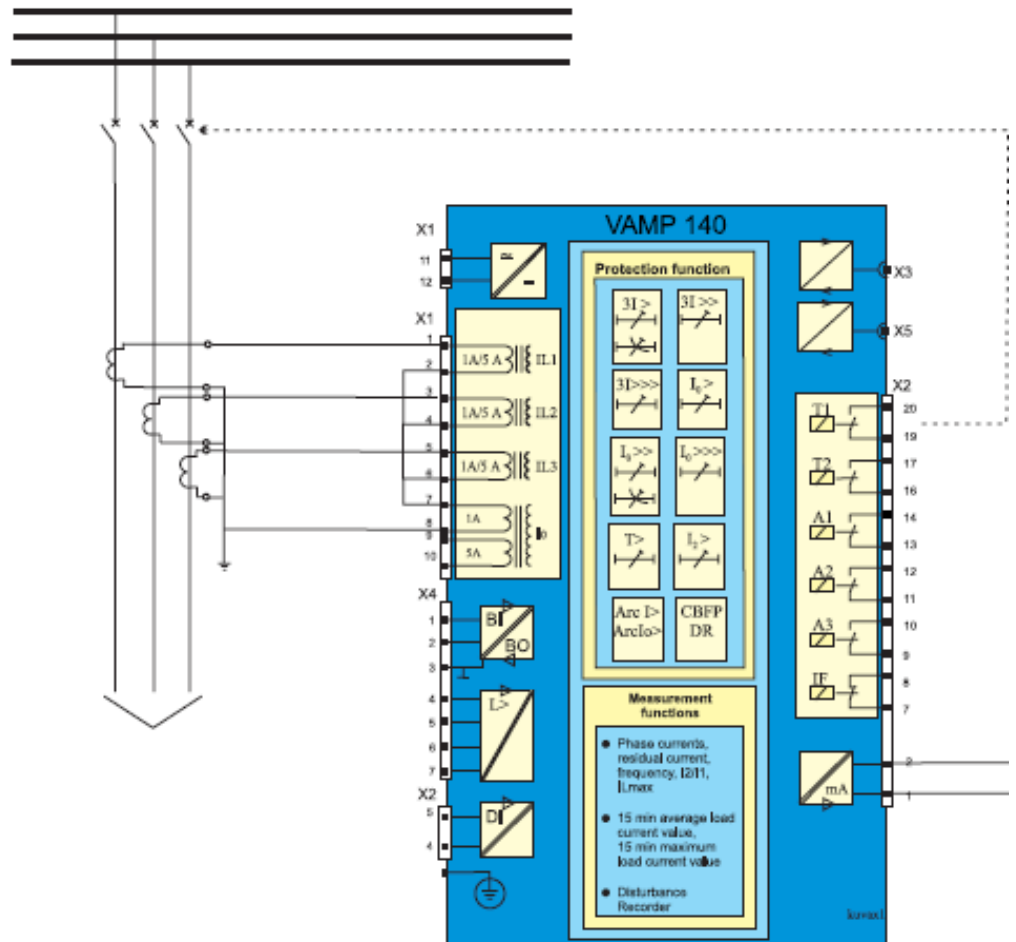 VAMP 140
X1
11
12
~
X1
1
2
3
4
5
6
7
8
9
10
1A/5 A
IL1
1A/5 A
IL2
1A/5 A
IL3
1A
5A
I0
X4
1
2
3
BI
BO
4
5
6
7
L>
X2
5
4
DI
Protection function
3I >
3I >>
3I>>>
I0 >
I0 >>
I0 >>>
T>
I2 >
Arc I>
ArcIo>
CBFP
DR
Measurement
functions
● Phase currents,
residual current,
frequency, I2/I1,
ILmax
● 15 min average load
current value,
15 min maximum
load current value
● Disturbance
Recorder
X3
X5
X2
T1
20
19
T2
17
16
A1
14
13
A2
12
11
A3
10
9
IF
8
7
mA
2
1